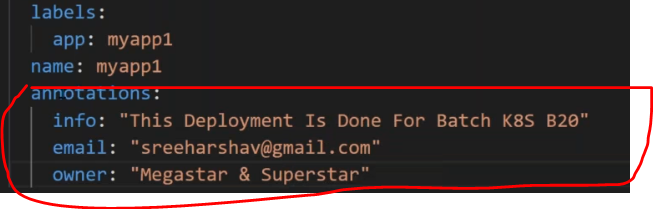 labels:
app: myapp1
name: myapp1
annotations:
info: "This Deployment Is Done For Batch K8S B20"
email: "sreeharshav@gmail.com"
owner: "Megastar & Superstar"